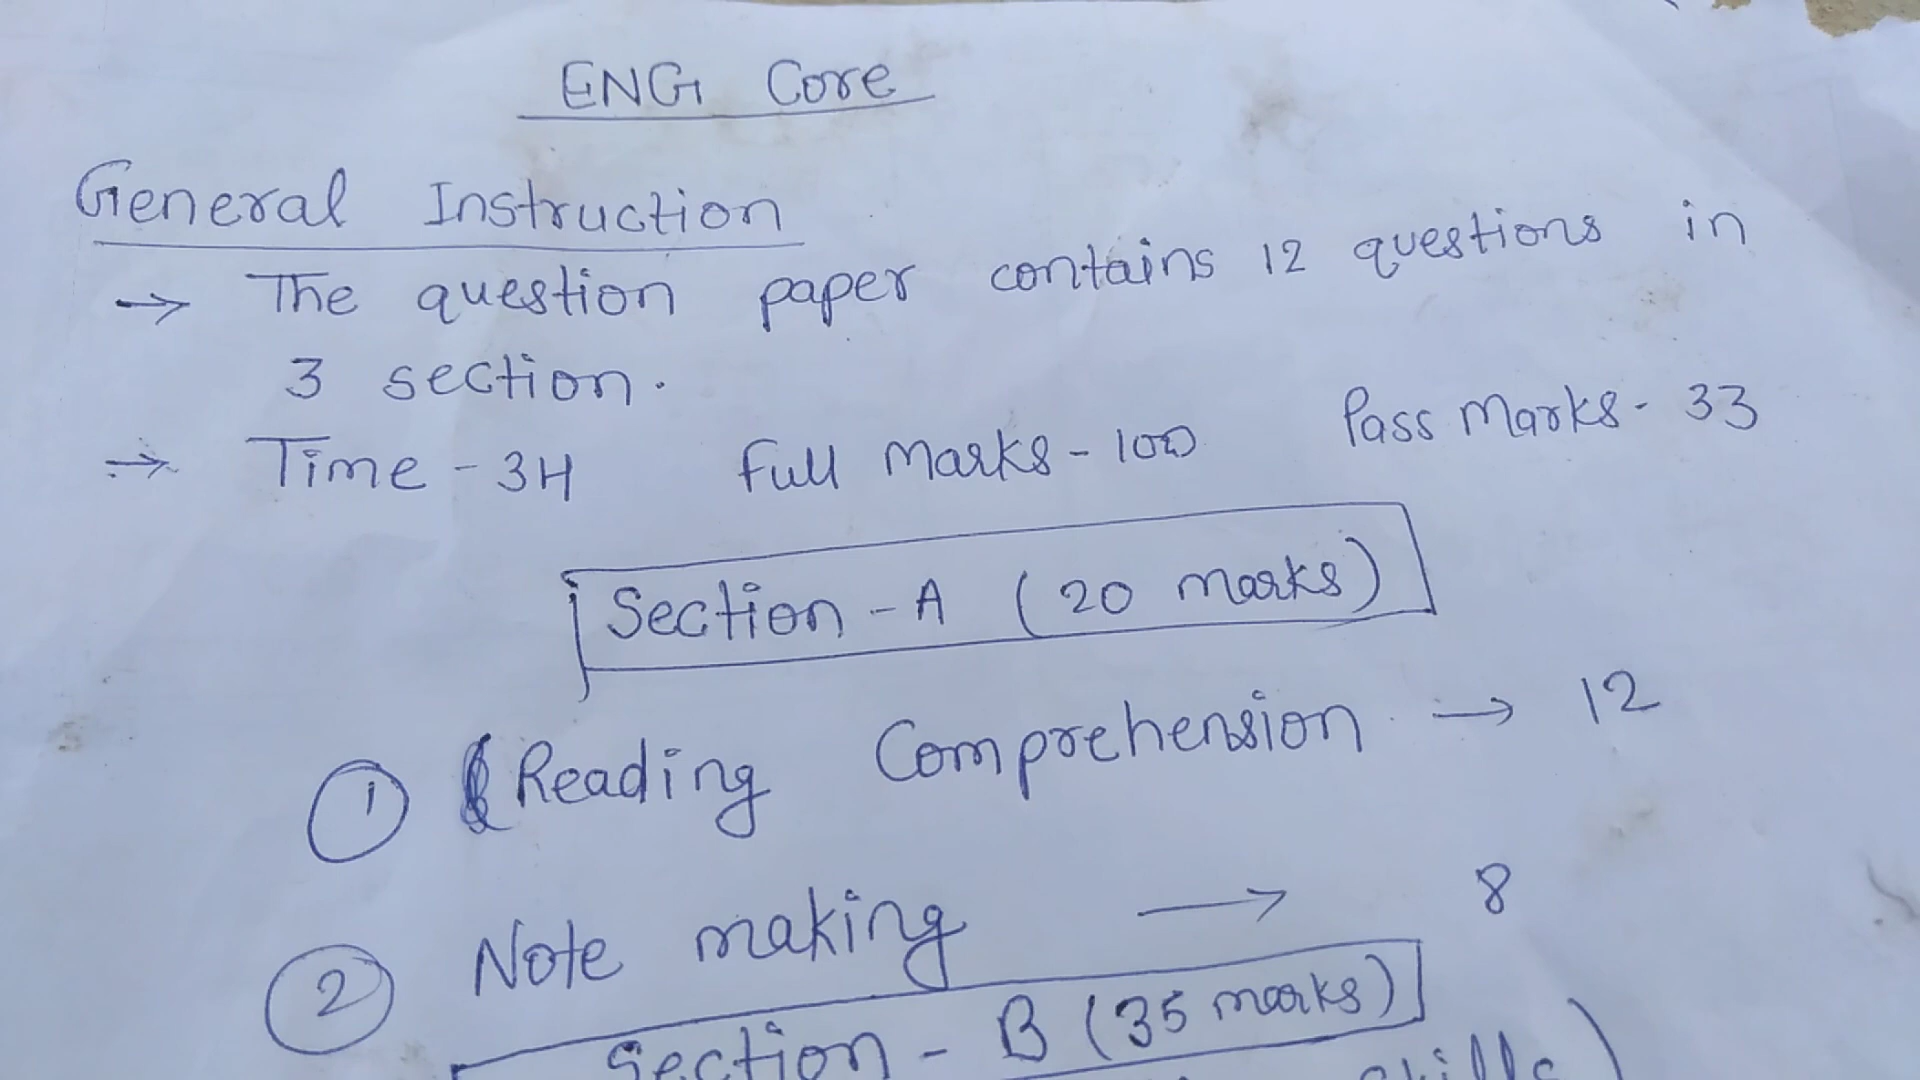 ENG Core
General Instruction
→ The question paper contains 12 questions in
3 section.
→ Time - 3H Full Marks - 100 Pass Marks - 33
Section - A (20 marks)
1 Reading Comprehension → 12
2 Note making → 8
Section - B (35 marks)
skills)